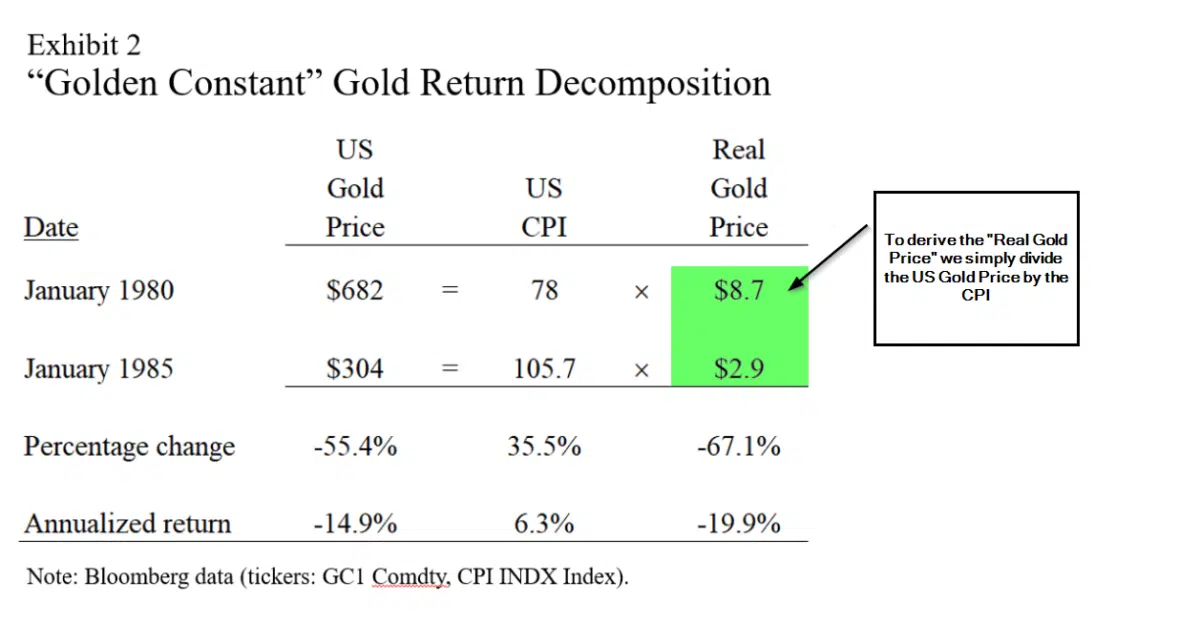 Exhibit 2
“Golden Constant” Gold Return Decomposition
US Real
Gold US Gold
Date Price CPI Price
January 1980 $682 = 78 × $8.7
January 1985 $304 = 105.7 × $2.9
Percentage change -55.4% 35.5% -67.1%
Annualized return -14.9% 6.3% -19.9%
Note: Bloomberg data (tickers: GC1 Comdty, CPI INDX Index).
To derive the "Real Gold
Price" we simply divide
the US Gold Price by the
CPI